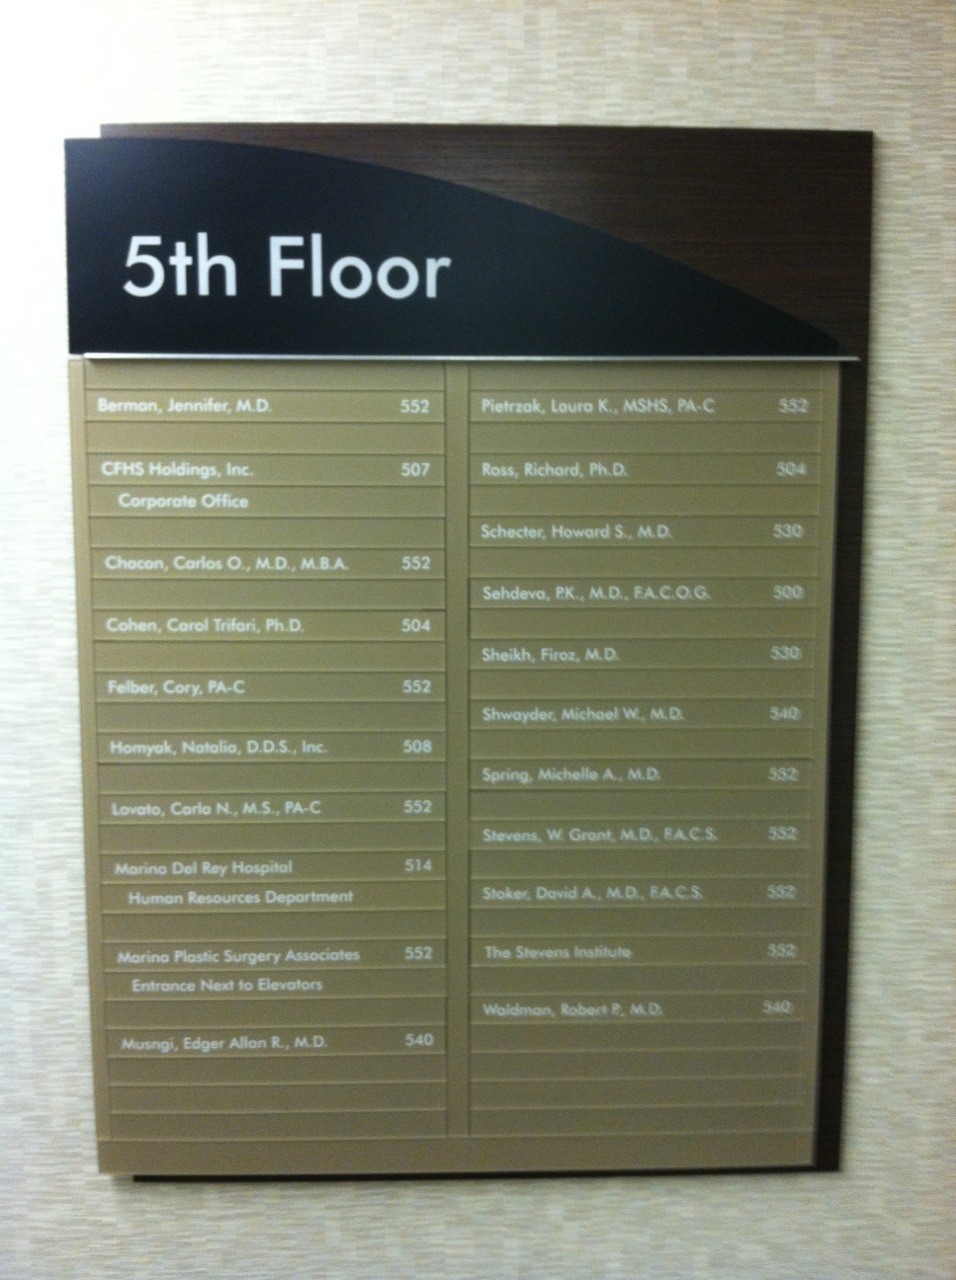 5th Floor
Berman, Jennifer, M.D. 552
CFHS Holdings, Inc. 507
Corporate Office
Chacon, Carlos O., M.D., M.B.A. 552
Cohen, Carol Trifari, Ph.D. 504
Felber, Cory, PA-C 552
Homyak, Natalia, D.D.S., Inc. 508
Lovato, Carla N., M.S., PA-C 552
Marina Del Rey Hospital 514
Human Resources Department
Marina Plastic Surgery Associates 552
Entrance Next to Elevators
Musngi, Edger Allan R., M.D. 540
Pietrzak, Laura K., MSHS, PA-C 552
Ross, Richard, Ph.D. 504
Schecter, Howard S., M.D. 530
Sehdeva, P.K., M.D., F.A.C.O.G. 500
Sheikh, Firoz, M.D. 530
Shwayder, Michael W., M.D. 540
Spring, Michelle A., M.D. 552
Stevens, W. Grant, M.D., F.A.C.S. 552
Stoker, David A., M.D., F.A.C.S. 552
The Stevens Institute 552
Waldman, Robert P., M.D. 540